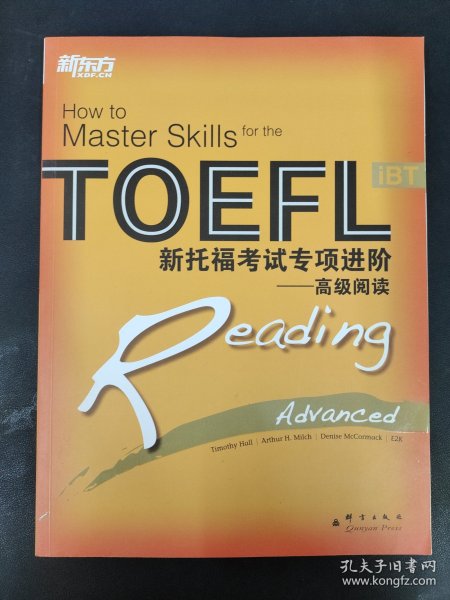 新东方
XDF.CN
How to
Master Skills for the
TOEFL iBT
新托福考试专项进阶
——高级阅读
Reading
Advanced
Timothy Hull | Arthur H. Milch | Denise McCormack | E2K
群言出版社
Qunyan Press
孔夫子旧书网
www.kongfz.com